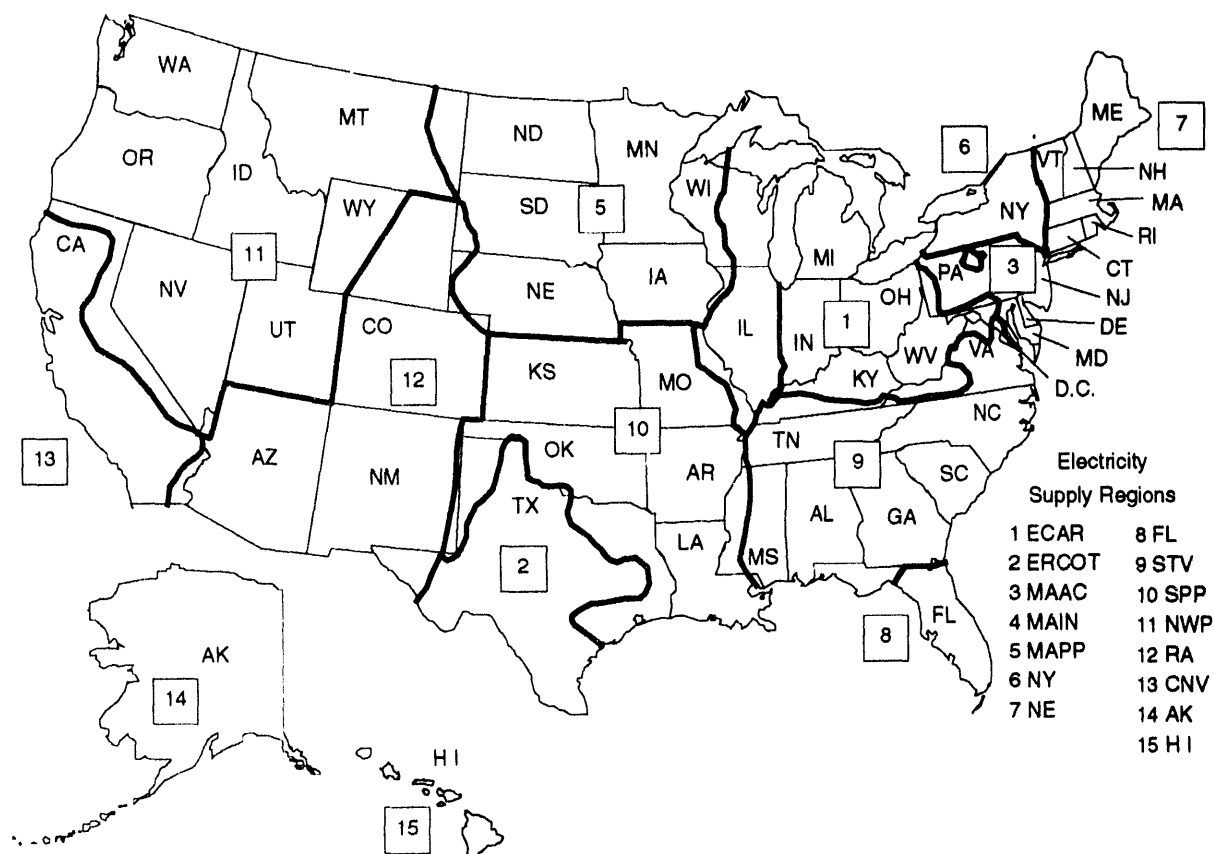 WA
MT
ND
MN
ME
7
OR
ID
6
VT
NH
WY
SD
5
WI
NY
MA
CA
11
MI
RI
PA
3
CT
NV
NE
IA
OH
NJ
UT
CO
IL
IN
1
DE
WV
VA
MD
12
KS
MO
KY
D.C.
10
NC
13
AZ
NM
OK
TN
9
SC
AR
TX
AL
GA
2
LA
MS
8
FL
AK
14
HI
15
Electricity
Supply Regions
1 ECAR
2 ERCOT
3 MAAC
4 MAIN
5 MAPP
6 NY
7 NE
8 FL
9 STV
10 SPP
11 NWP
12 RA
13 CNV
14 AK
15 HI